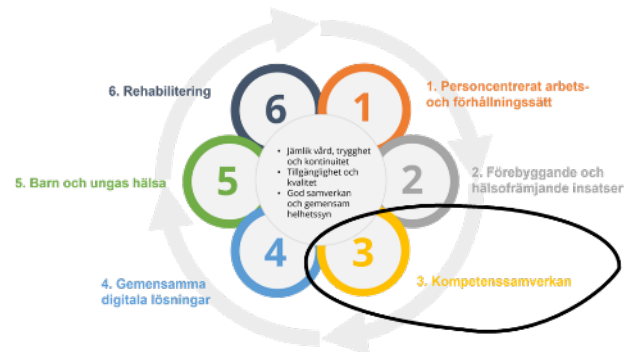 6. Rehabilitering
6
1
1. Personcentrerat arbets-
och förhållningssätt
• Jämlik vård, trygghet
och kontinuitet
• Tillgänglighet och
kvalitet
• God samverkan
och gemensam
helhetssyn
5. Barn och ungas hälsa
5
2
2. Förebyggande och
hälsofrämjande insatser
4
3
4. Gemensamma
digitala lösningar
3. Kompetenssamverkan